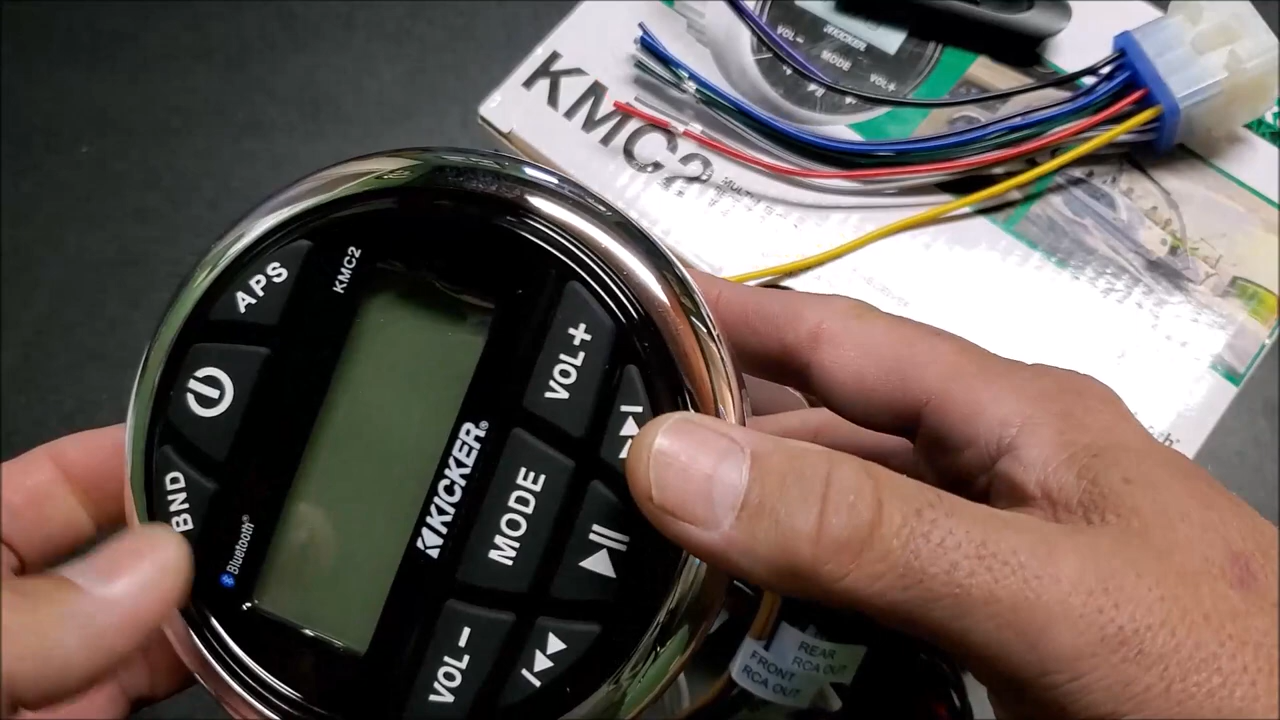 APS
KMC2
BND
Bluetooth®
KICKER®
VOL+
MODE
VOL-
KMC2
VOL-
KICKER
MODE
VOL+
REAR
RCA OUT
FRONT
RCA OUT